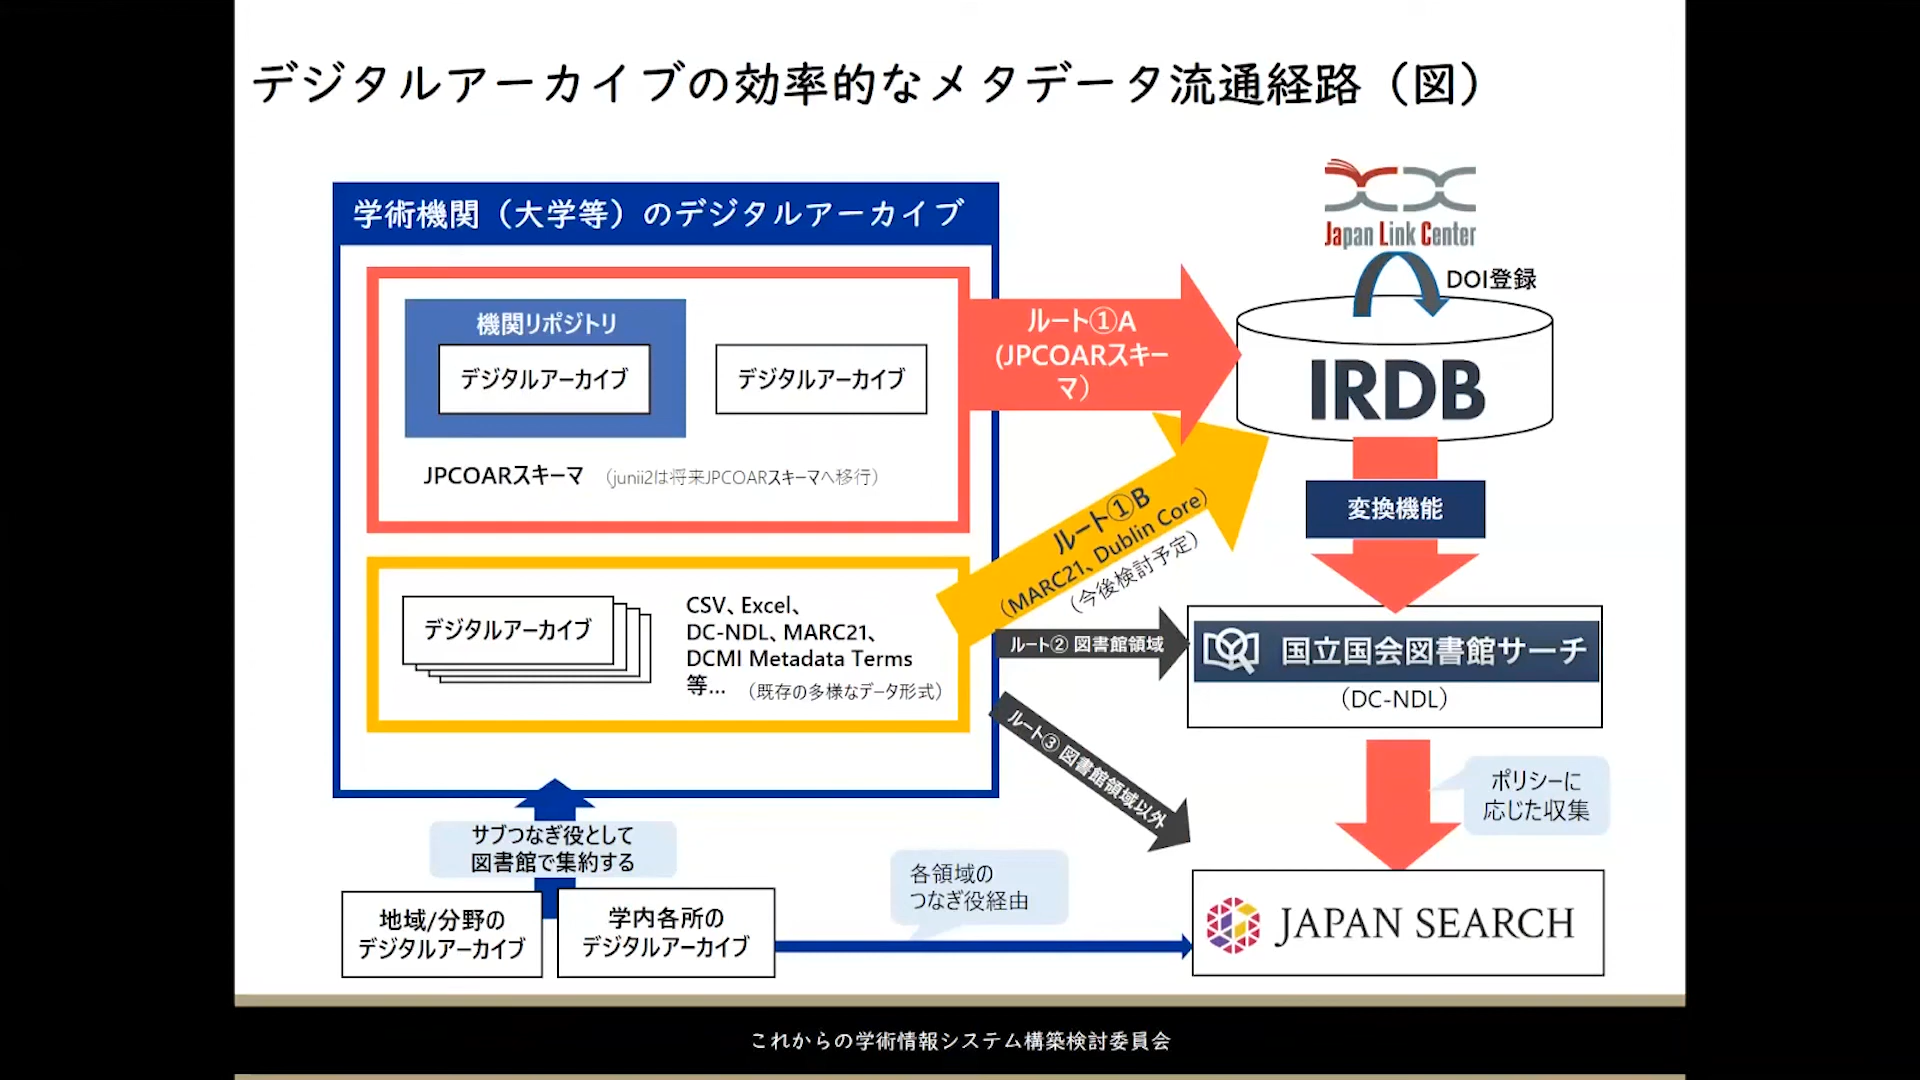 デジタルアーカイブの効率的なメタデータ流通経路（図）
学術機関（大学等）のデジタルアーカイブ
機関リポジトリ
デジタルアーカイブ
デジタルアーカイブ
JPCOARスキーマ （junii2は将来JPCOARスキーマへ移行）
ルート①A
(JPCOARスキー
マ）
Japan Link Center
DOI登録
IRDB
変換機能
デジタルアーカイブ
CSV、Excel、
DC-NDL、MARC21、
DCMI Metadata Terms
等… （既存の多様なデータ形式）
ルート①B
（MARC21、Dublin Core）
（今後検討予定）
ルート② 図書館領域
ルート③ 図書館領域以外
国立国会図書館サーチ
（DC-NDL）
ポリシーに
応じた収集
サブつなぎ役として
図書館で集約する
地域/分野の
デジタルアーカイブ
学内各所の
デジタルアーカイブ
各領域の
つなぎ役経由
JAPAN SEARCH
これからの学術情報システム構築検討委員会